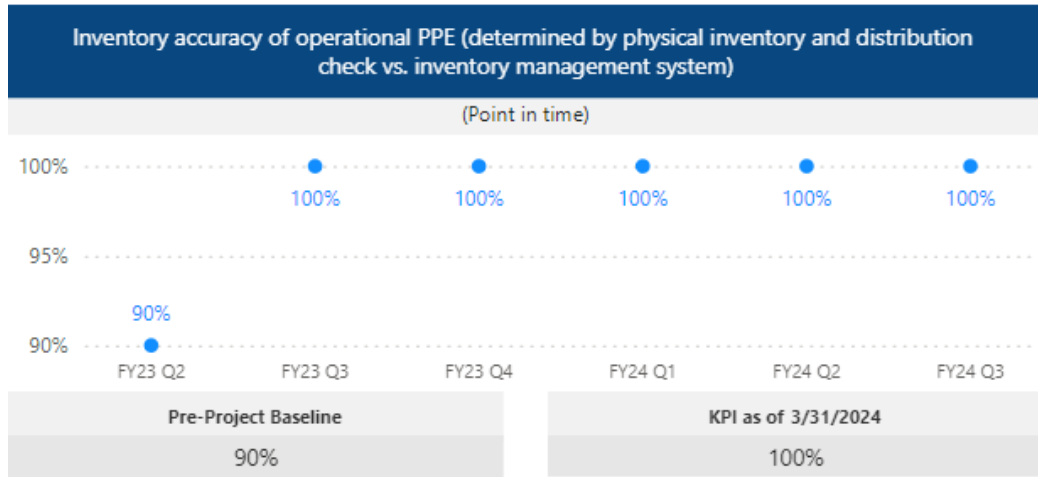 Inventory accuracy of operational PPE (determined by physical inventory and distribution
check vs. inventory management system)
(Point in time)
100%
100%
100%
100%
100%
100%
95%
90%
90%
FY23 Q2
FY23 Q3
FY23 Q4
FY24 Q1
FY24 Q2
FY24 Q3
Pre-Project Baseline
KPI as of 3/31/2024
90%
100%